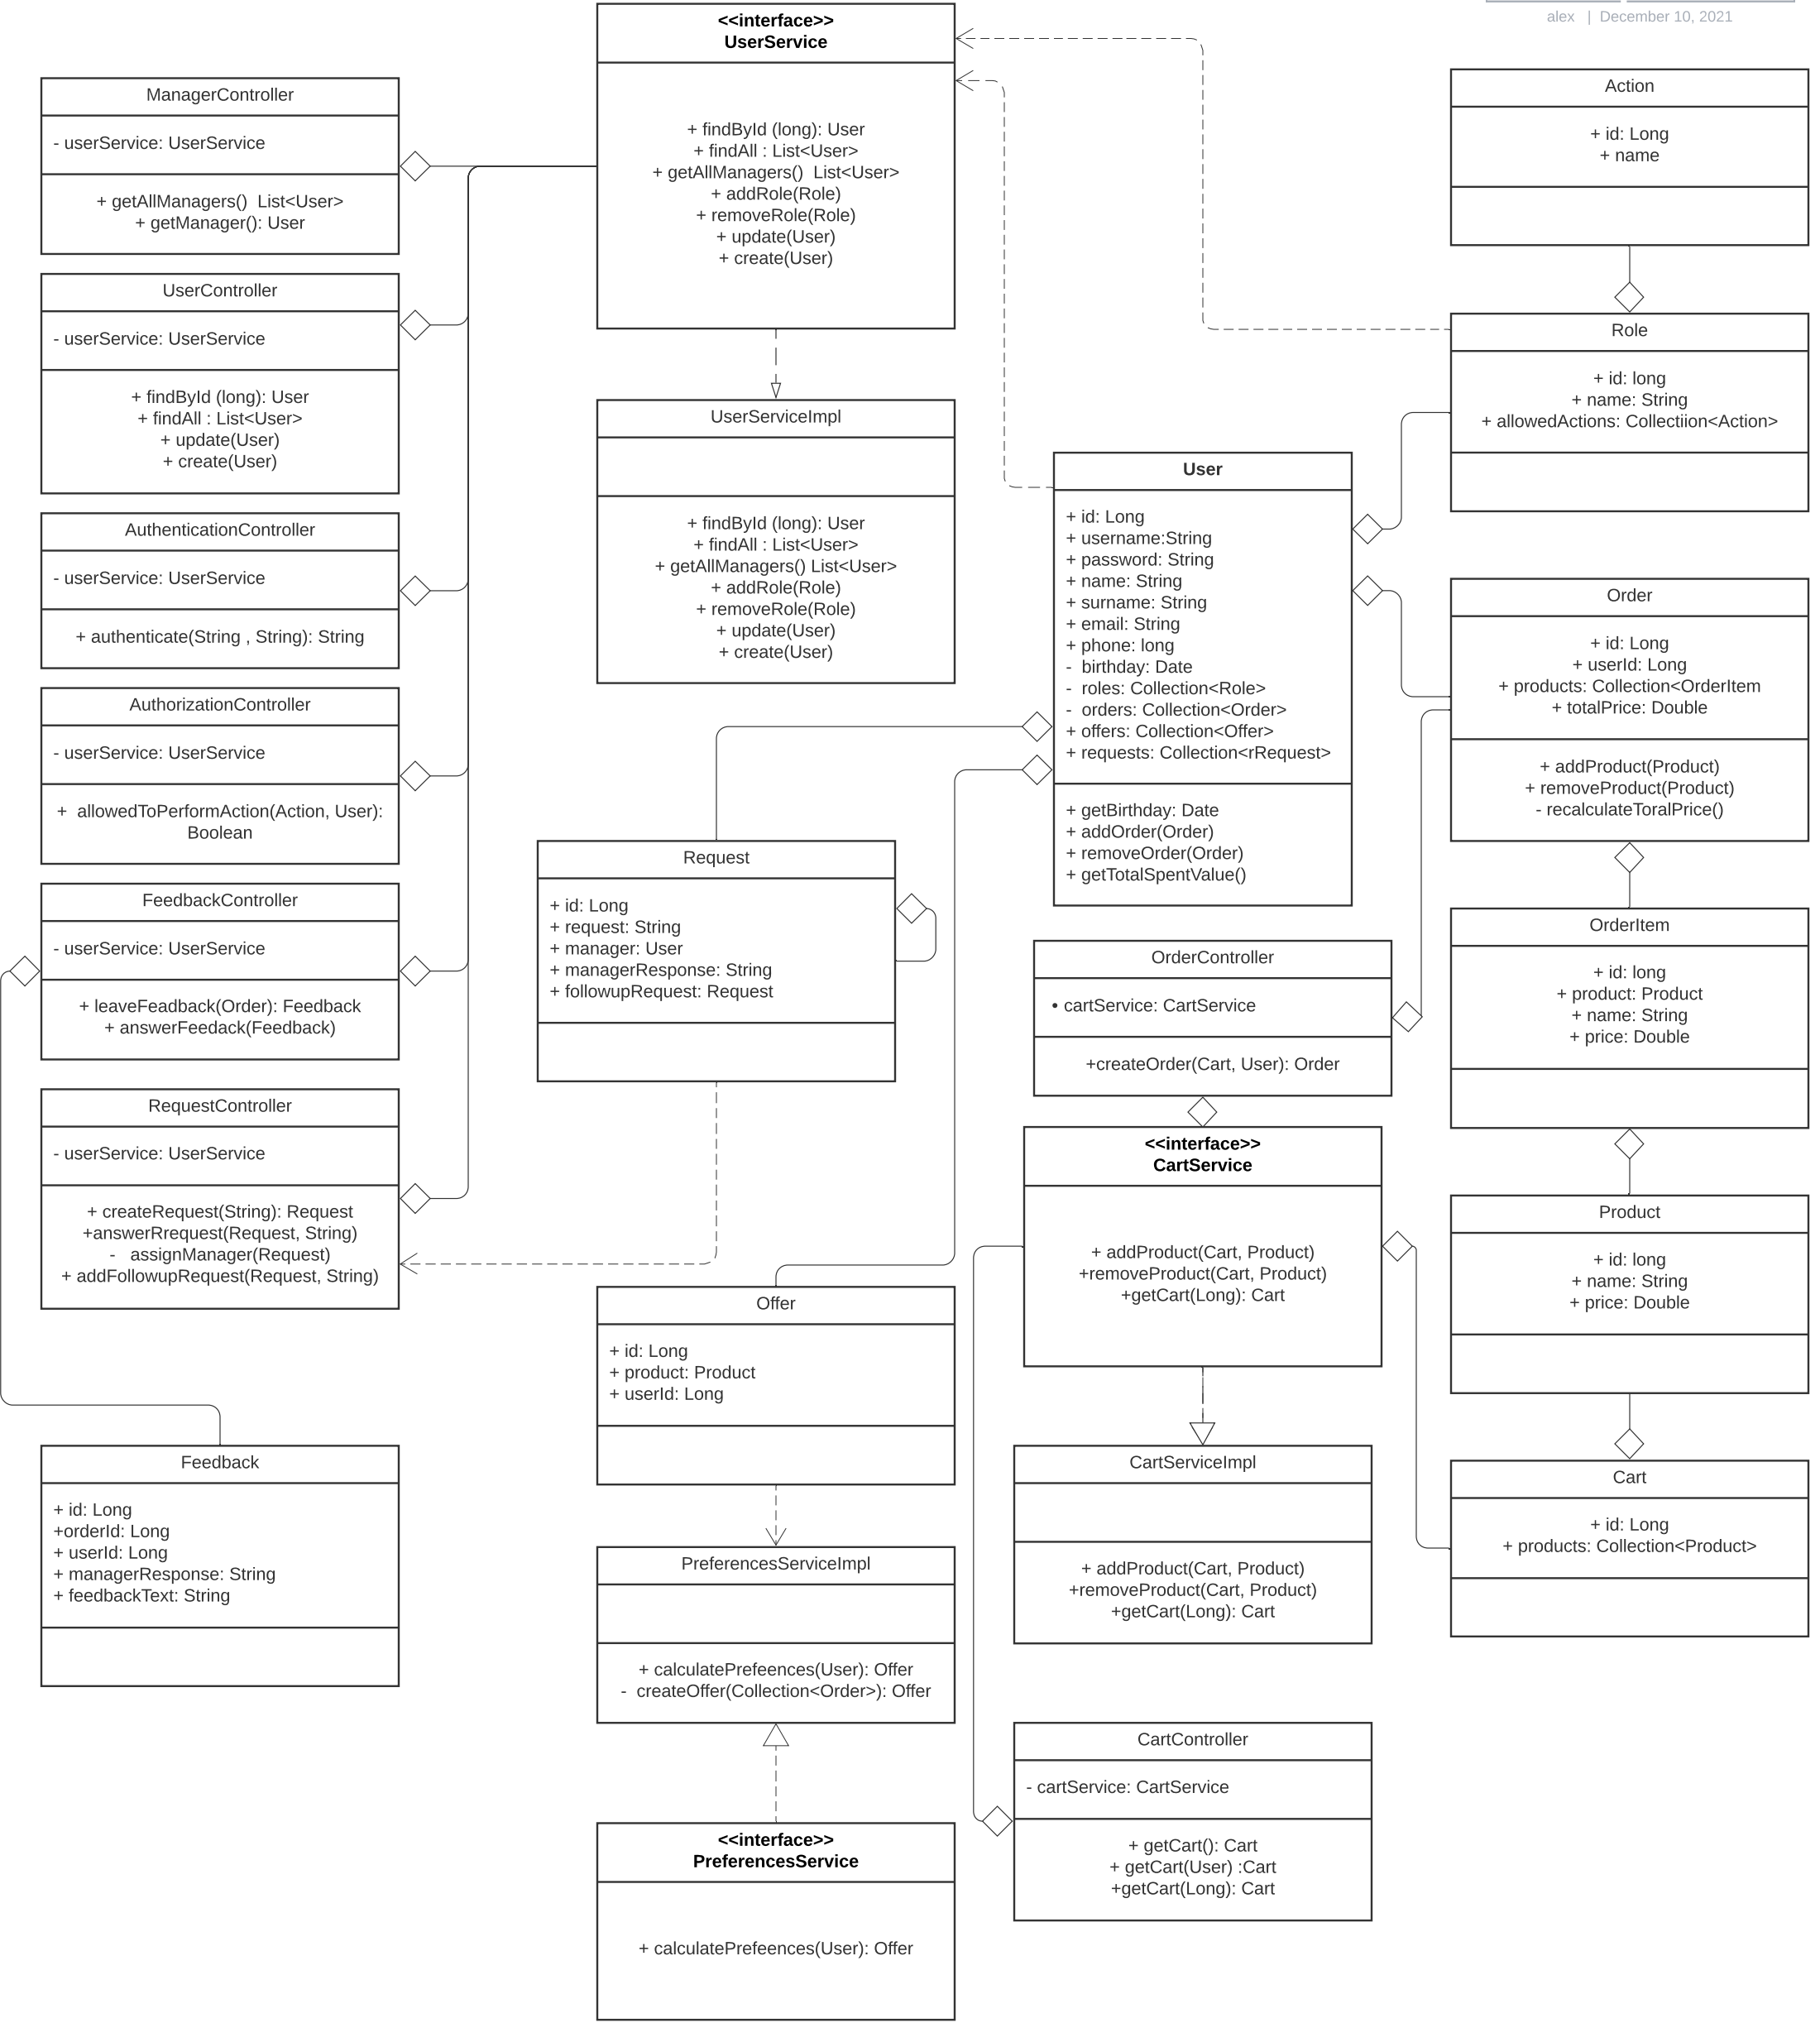 alex | December 10, 2021
<<interface>>
UserService
+ findById (long): User
+ findAll : List<User>
+ getAllManagers()  List<User>
+ addRole(Role)
+ removeRole(Role)
+ update(User)
+ create(User)
ManagerController
- userService: UserService
+ getAllManagers()  List<User>
+ getManager(): User
UserController
- userService: UserService
+ findById (long): User
+ findAll : List<User>
+ update(User)
+ create(User)
AuthenticationController
- userService: UserService
+ authenticate(String , String): String
AuthorizationController
- userService: UserService
+  allowedToPerformAction(Action, User):
Boolean
FeedbackController
- userService: UserService
+ leaveFeadback(Order): Feedback
+ answerFeedack(Feedback)
RequestController
- userService: UserService
+ createRequest(String): Request
+answerRrequest(Request, String)
-   assignManager(Request)
+ addFollowupRequest(Request, String)
Feedback
+ id: Long
+orderId: Long
+ userId: Long
+ managerResponse: String
+ feedbackText: String
UserServiceImpl
+ findById (long): User
+ findAll : List<User>
+ getAllManagers() List<User>
+ addRole(Role)
+ removeRole(Role)
+ update(User)
+ create(User)
Request
+ id: Long
+ request: String
+ manager: User
+ managerResponse: String
+ followupRequest: Request
Offer
+ id: Long
+ product: Product
+ userId: Long
PreferencesServiceImpl
+ calculatePrefeences(User): Offer
-  createOffer(Collection<Order>): Offer
<<interface>>
PreferencesService
+ calculatePrefeences(User): Offer
User
+ id: Long
+ username:String
+ password: String
+ name: String
+ surname: String
+ email: String
+ phone: long
-  birthday: Date
-  roles: Collection<Role>
-  orders: Collection<Order>
+ offers: Collection<Offer>
+ requests: Collection<rRequest>
+ getBirthday: Date
+ addOrder(Order)
+ removeOrder(Order)
+ getTotalSpentValue()
OrderController
• cartService: CartService
+createOrder(Cart, User): Order
<<interface>>
CartService
+ addProduct(Cart, Product)
+removeProduct(Cart, Product)
+getCart(Long): Cart
CartServiceImpl
+ addProduct(Cart, Product)
+removeProduct(Cart, Product)
+getCart(Long): Cart
CartController
- cartService: CartService
+ getCart(): Cart
+ getCart(User) :Cart
+getCart(Long): Cart
Action
+ id: Long
+ name
Role
+ id: long
+ name: String
+ allowedActions: Collectiion<Action>
Order
+ id: Long
+ userId: Long
+ products: Collection<OrderItem
+ totalPrice: Double
+ addProduct(Product)
+ removeProduct(Product)
- recalculateToralPrice()
OrderItem
+ id: long
+ product: Product
+ name: String
+ price: Double
Product
+ id: long
+ name: String
+ price: Double
Cart
+ id: Long
+ products: Collection<Product>